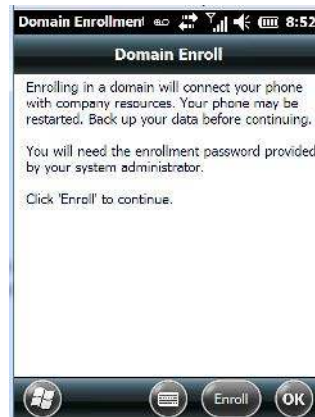 Domain Enrollment 8:52
Domain Enroll
Enrolling in a domain will connect your phone
with company resources. Your phone may be
restarted. Back up your data before continuing.
You will need the enrollment password provided
by your system administrator.
Click 'Enroll' to continue.
Enroll OK